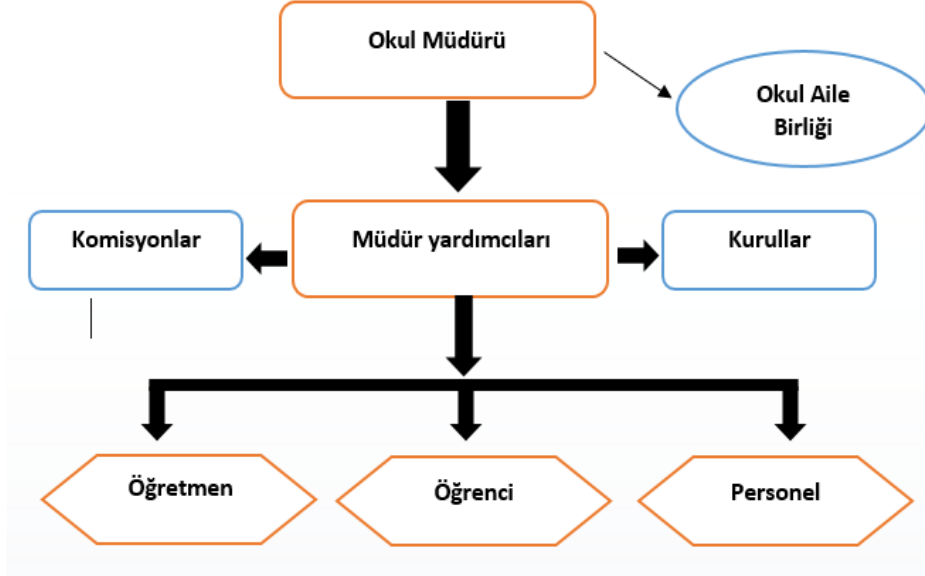 Okul Müdürü
Okul Aile
Birliği
Komisyonlar
Müdür yardımcıları
Kurullar
Öğretmen
Öğrenci
Personel